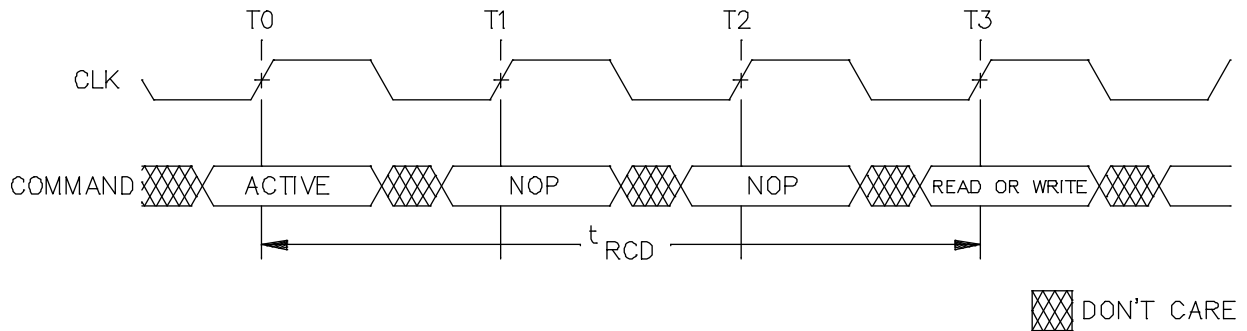 T0 T1 T2 T3
CLK
COMMAND ACTIVE NOP NOP READ OR WRITE
tRCD
DON'T CARE